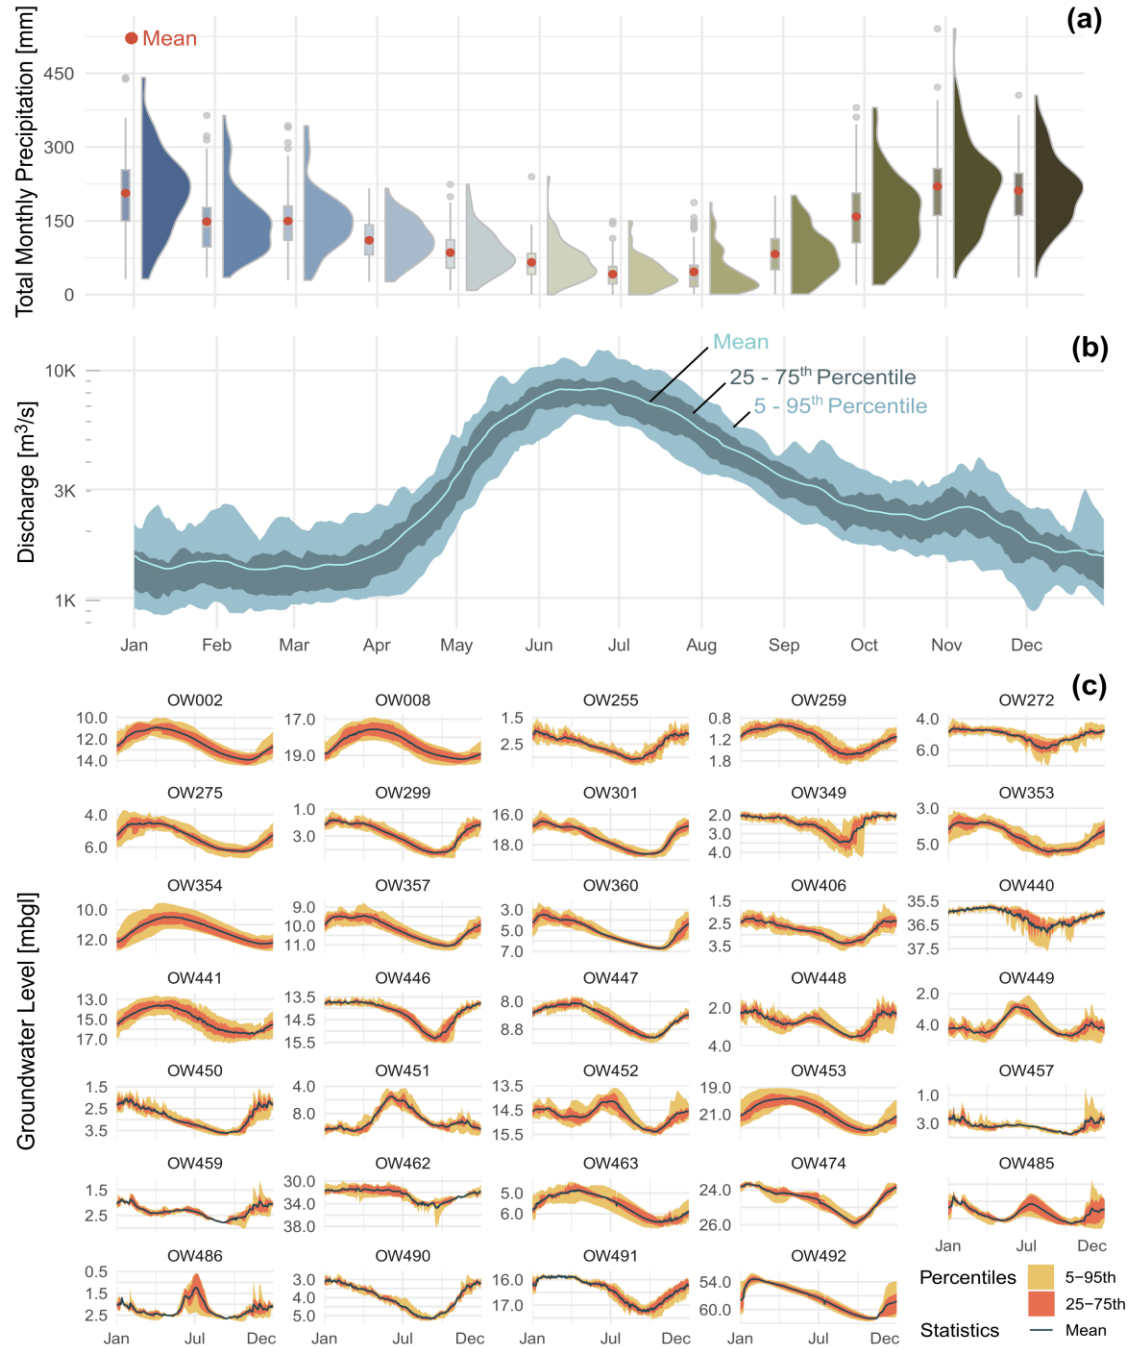 (a)
Total Monthly Precipitation [mm]
Mean
450
300
150
0
(b)
Discharge [m³/s]
10K
3K
1K
Mean
25 - 75th Percentile
5 - 95th Percentile
Jan Feb Mar Apr May Jun Jul Aug Sep Oct Nov Dec
(c)
Groundwater Level [mbgl]
OW002 OW008 OW255 OW259 OW272
10.0 12.0 14.0
17.0 19.0
1.5 2.5
0.8 1.2 1.8
4.0 6.0
OW275 OW299 OW301 OW349 OW353
4.0 6.0
1.0 3.0
16.0 18.0
2.0 3.0 4.0
3.0 5.0
OW354 OW357 OW360 OW406 OW440
10.0 12.0
9.0 10.0 11.0
3.0 5.0 7.0
1.5 2.5 3.5
35.5 36.5 37.5
OW441 OW446 OW447 OW448 OW449
13.0 15.0 17.0
13.5 14.5 15.5
8.0 8.8
2.0 4.0
2.0 4.0
OW450 OW451 OW452 OW453 OW457
1.5 2.5 3.5
4.0 8.0
13.5 14.5 15.5
19.0 21.0
1.0 3.0
OW459 OW462 OW463 OW474 OW485
1.5 2.5
30.0 34.0 38.0
5.0 6.0
24.0 26.0
Jan Jul Dec
OW486 OW490 OW491 OW492
0.5 1.5 2.5
3.0 4.0 5.0
16.0 17.0
54.0 60.0
Jan Jul Dec Jan Jul Dec Jan Jul Dec Jan Jul Dec
Percentiles 5-95th
25-75th
Statistics Mean